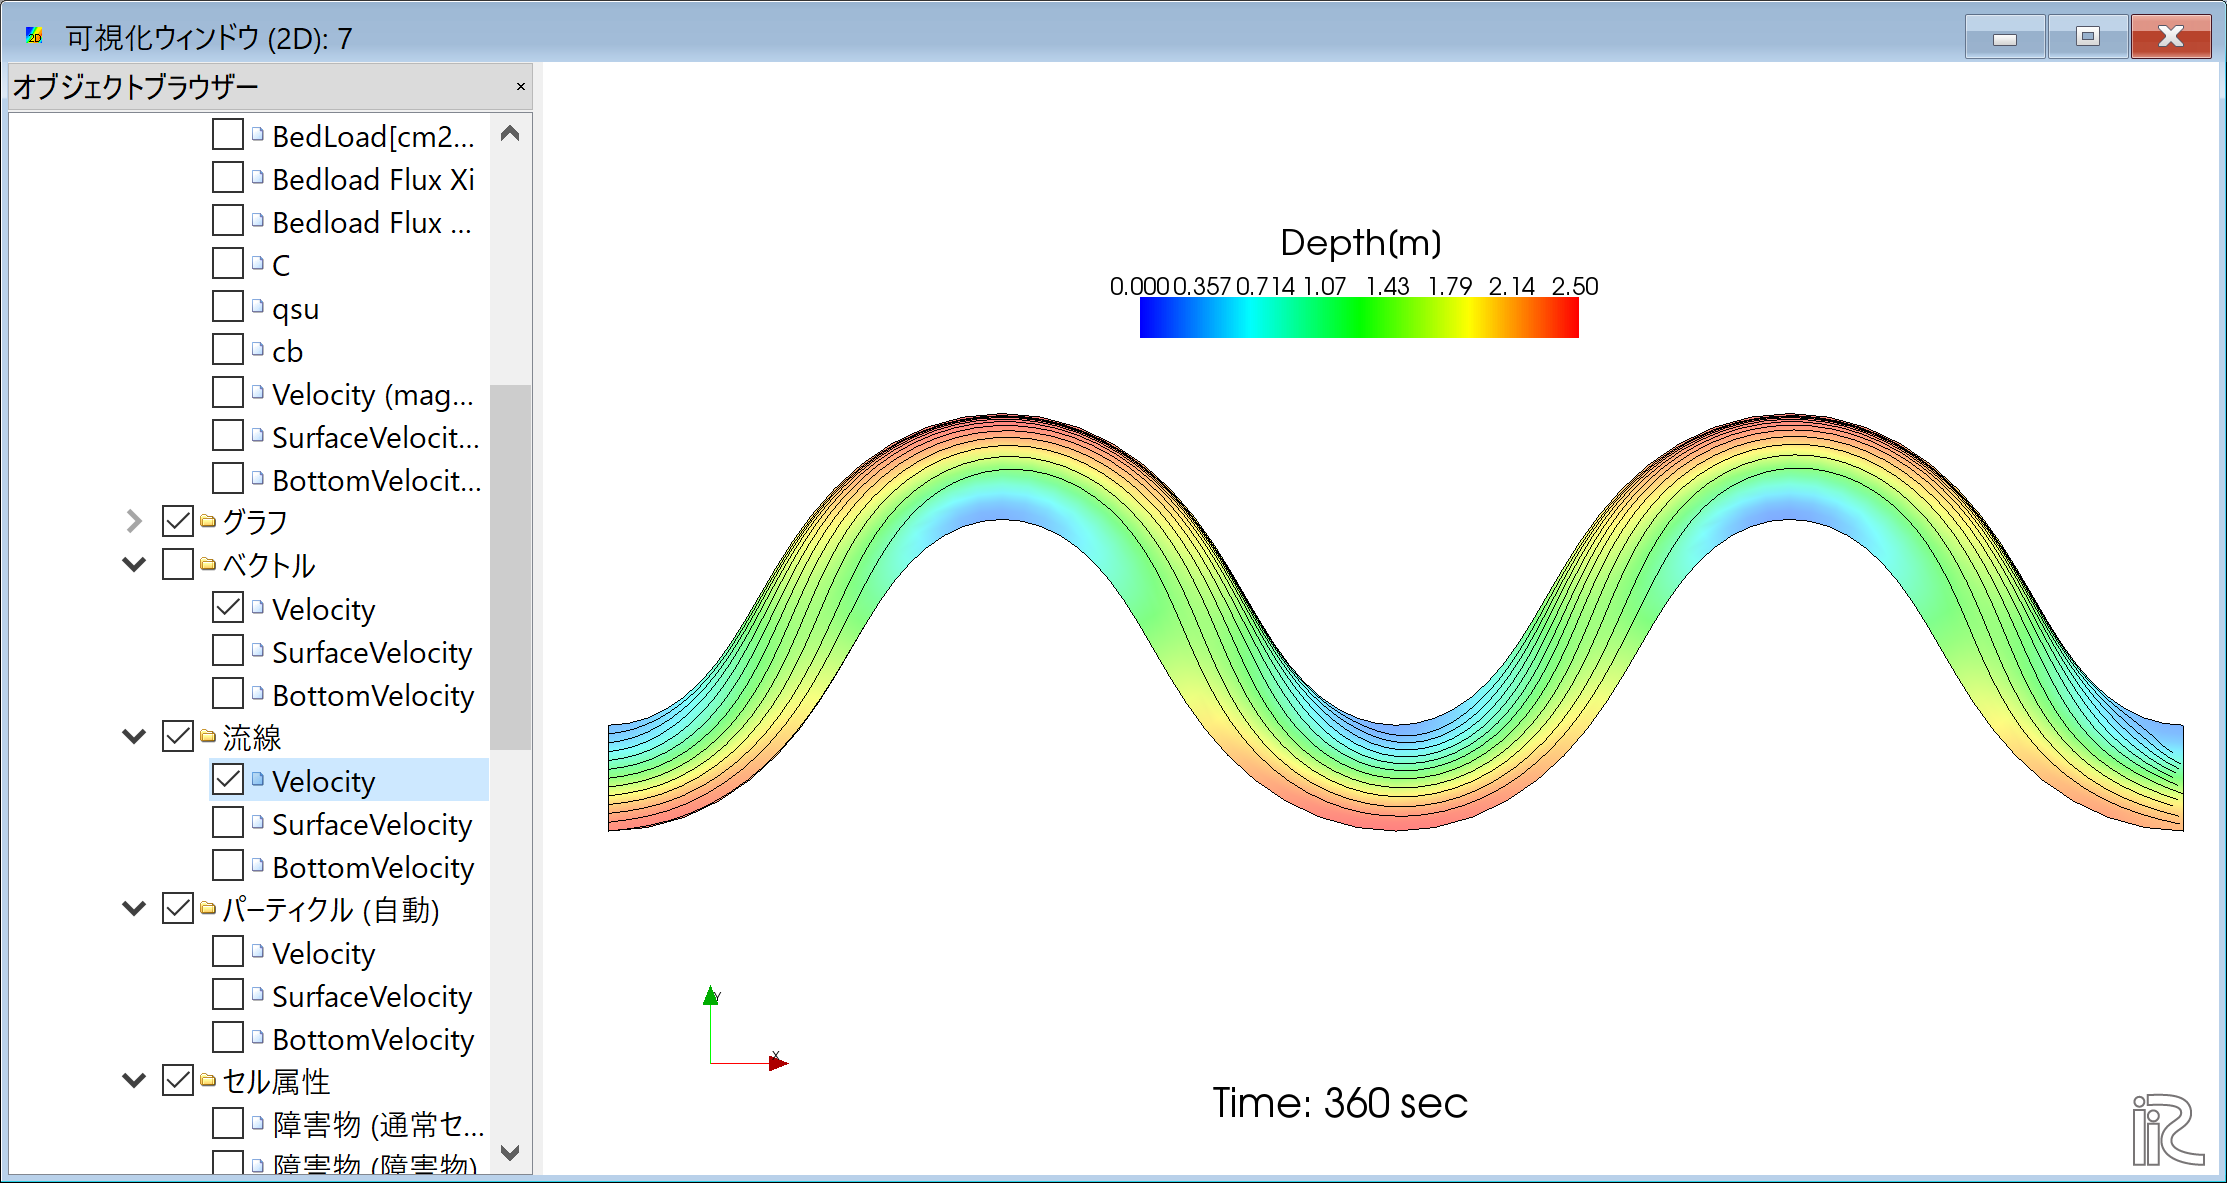 可視化ウィンドウ (2D): 7
オブジェクトブラウザー
BedLoad[cm2...
Bedload Flux Xi
Bedload Flux ...
C
qsu
cb
Velocity (mag...
SurfaceVelocit...
BottomVelocit...
グラフ
ベクトル
Velocity
SurfaceVelocity
BottomVelocity
流線
Velocity
SurfaceVelocity
BottomVelocity
パーティクル (自動)
Velocity
SurfaceVelocity
BottomVelocity
セル属性
障害物 (通常セ...
障害物 (障害物)
Depth(m)
0.000 0.357 0.714 1.07 1.43 1.79 2.14 2.50
Y
X
Time: 360 sec
iRIC